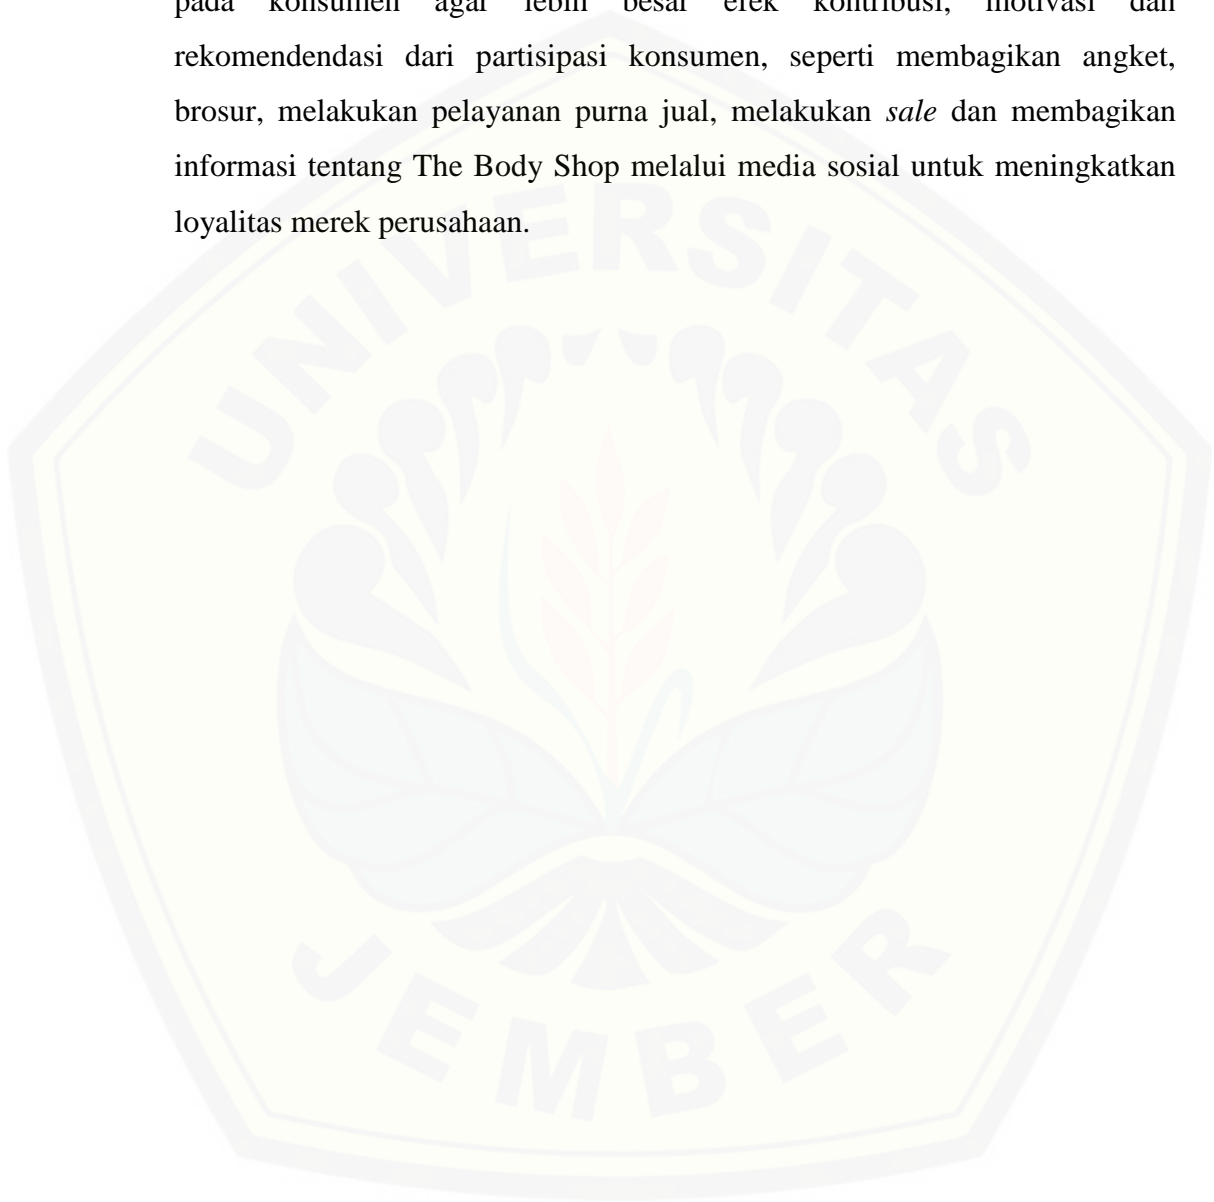 pada konsumen agar lebih besar efek kontribusi, motivasi dan
rekomendendasi dari partisipasi konsumen, seperti membagikan angket,
brosur, melakukan pelayanan purna jual, melakukan sale dan membagikan
informasi tentang The Body Shop melalui media sosial untuk meningkatkan
loyalitas merek perusahaan.
UNIVERSITAS
JEMBER